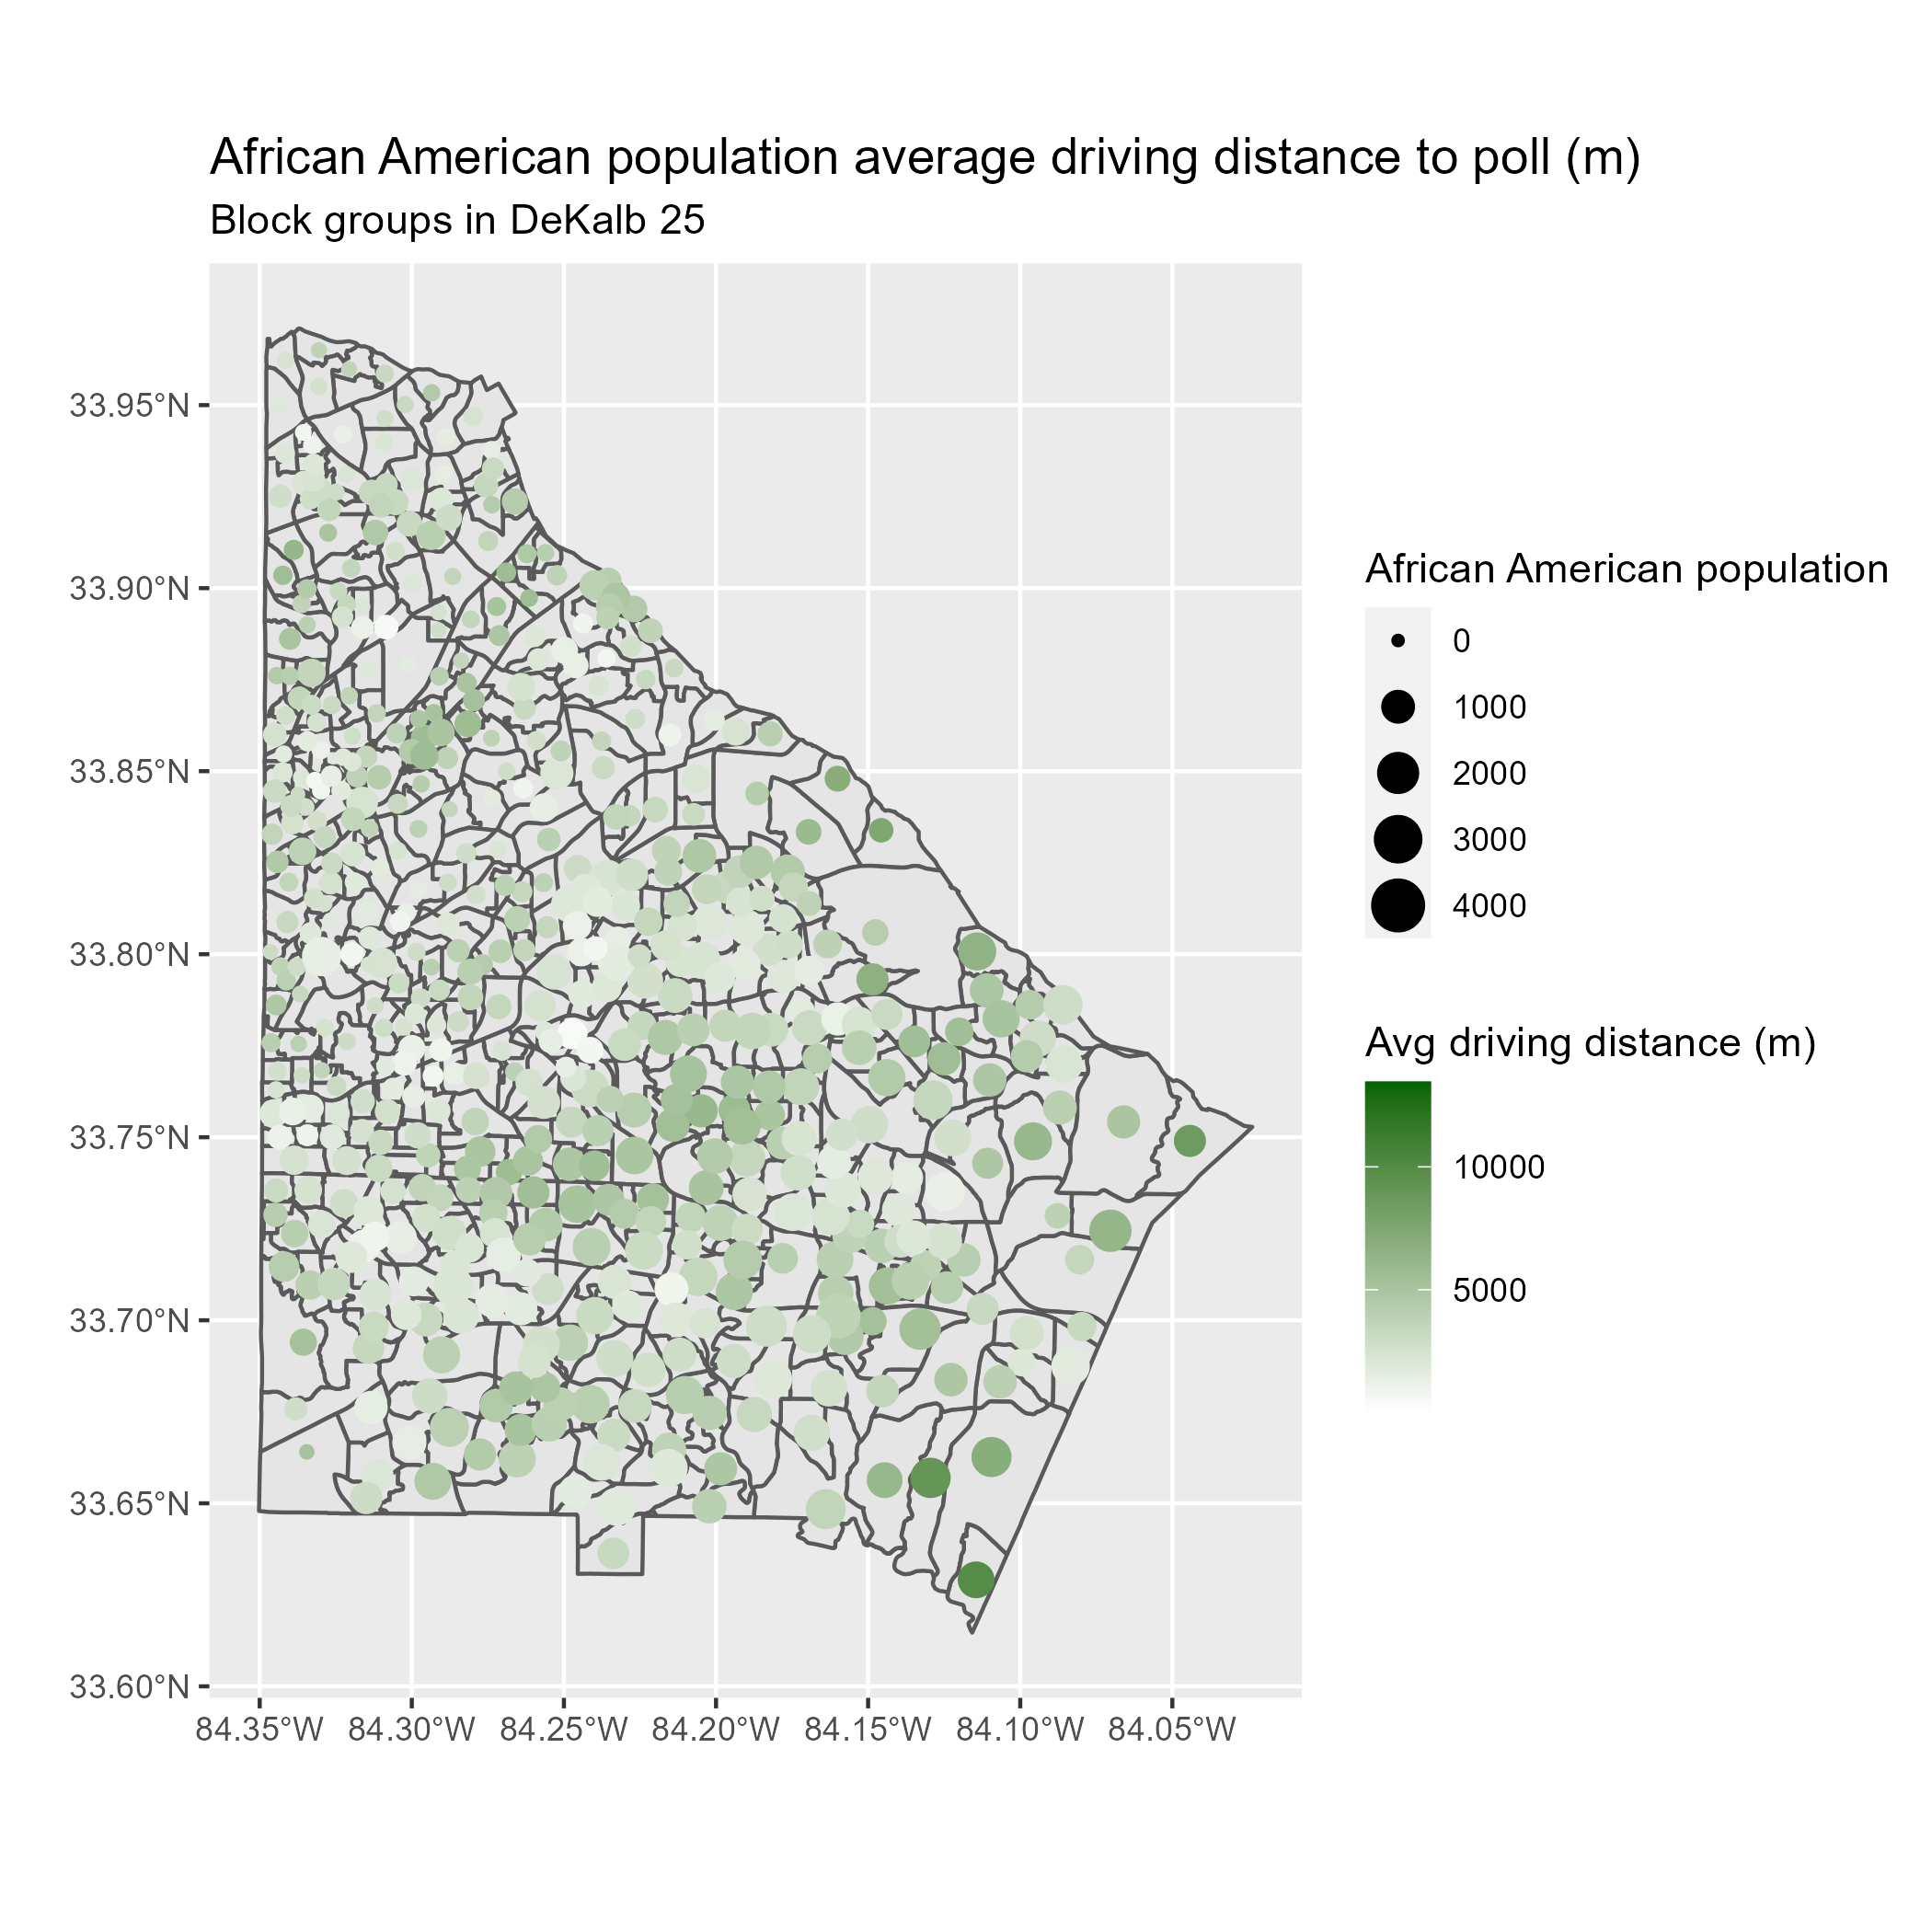 African American population average driving distance to poll (m)
Block groups in DeKalb 25
33.95°N
33.90°N
33.85°N
33.80°N
33.75°N
33.70°N
33.65°N
33.60°N
84.35°W 84.30°W 84.25°W 84.20°W 84.15°W 84.10°W 84.05°W
African American population
0
1000
2000
3000
4000
Avg driving distance (m)
10000
5000